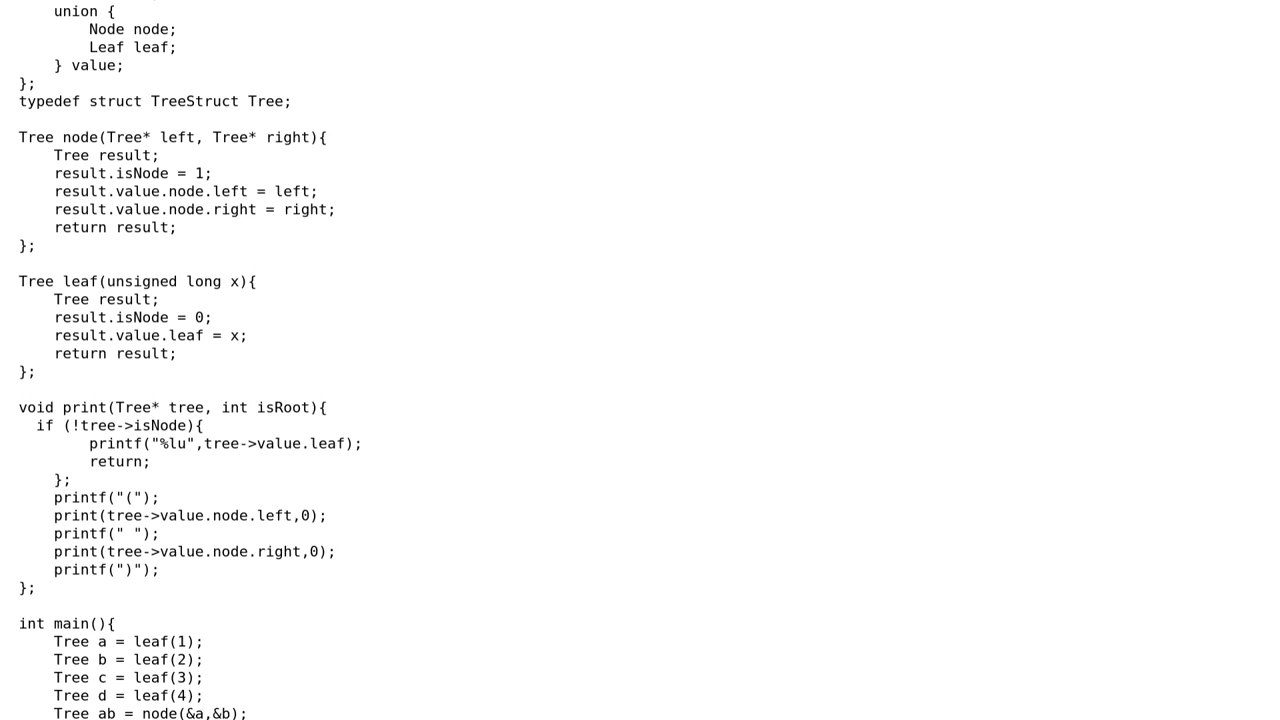 union {
        Node node;
        Leaf leaf;
    } value;
};
typedef struct TreeStruct Tree;

Tree node(Tree* left, Tree* right){
    Tree result;
    result.isNode = 1;
    result.value.node.left = left;
    result.value.node.right = right;
    return result;
};

Tree leaf(unsigned long x){
    Tree result;
    result.isNode = 0;
    result.value.leaf = x;
    return result;
};

void print(Tree* tree, int isRoot){
  if (!tree->isNode){
        printf("%lu",tree->value.leaf);
        return;
    };
    printf("(");
    print(tree->value.node.left,0);
    printf(" ");
    print(tree->value.node.right,0);
    printf(")");
};

int main(){
    Tree a = leaf(1);
    Tree b = leaf(2);
    Tree c = leaf(3);
    Tree d = leaf(4);
    Tree ab = node(&a,&b);